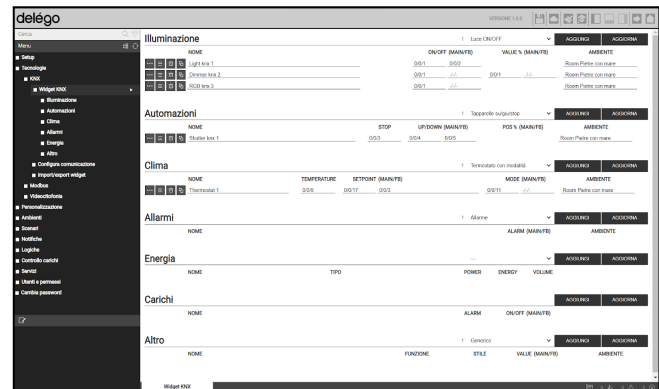 delégo
VERSIONE 1.0.0
Cerca
Menu
Setup
Tecnologie
KNX
Widget KNX
Illuminazione
Automazioni
Clima
Allarmi
Energia
Altro
Configura comunicazione
Import/export widget
Modbus
Videocitofonia
Personalizzazione
Ambienti
Scenari
Notifiche
Logiche
Controllo carichi
Servizi
Utenti e permessi
Cambia password
Illuminazione 1 Luce ON/OFF AGGIUNGI AGGIORNA
NOME ON/OFF (MAIN/FB) VALUE % (MAIN/FB) AMBIENTE
Light knx 1 0/0/1 0/0/2 Room Pietre con mare
Dimmer knx 2 0/0/1 -/-/- 0/0/1 -/-/- Room Pietre con mare
RGB knx 3 0/0/1 -/-/- Room Pietre con mare
Automazioni 1 Tapparelle su/giu/stop AGGIUNGI AGGIORNA
NOME STOP UP/DOWN (MAIN/FB) POS % (MAIN/FB) AMBIENTE
Shutter knx 1 0/0/3 0/0/4 0/0/5 Room Pietre con mare
Clima 1 Termostato con modalità AGGIUNGI AGGIORNA
NOME TEMPERATURE SETPOINT (MAIN/FB) MODE (MAIN/FB) AMBIENTE
Thermostat 1 0/0/6 0/0/17 0/0/3 0/0/11 -/-/- Room Pietre con mare
Allarmi 1 Allarme AGGIUNGI AGGIORNA
NOME ALARM (MAIN/FB) AMBIENTE
Energia --- AGGIUNGI AGGIORNA
NOME TIPO POWER ENERGY VOLUME
Carichi
NOME ALARM ON/OFF (MAIN/FB)
Altro 1 Generico AGGIUNGI AGGIORNA
NOME FUNZIONE STILE VALUE (MAIN/FB) AMBIENTE
Widget KNX